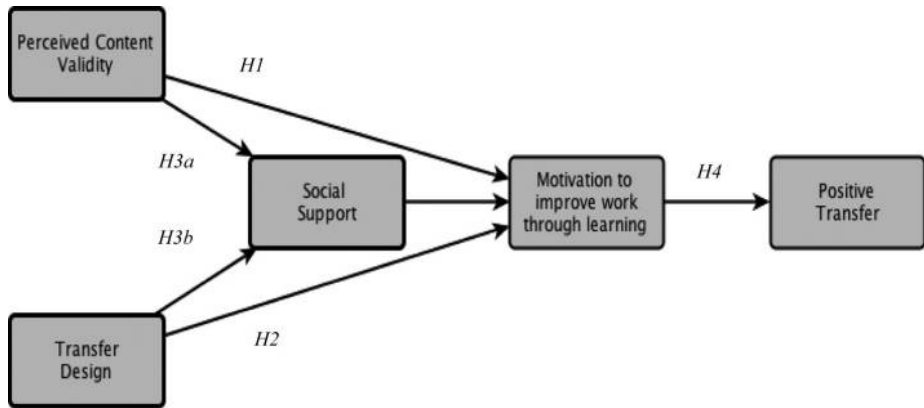 Perceived Content
Validity
H1
H3a
Social
Support
Motivation to
improve work
through learning
H4
Positive
Transfer
H3b
Transfer
Design
H2